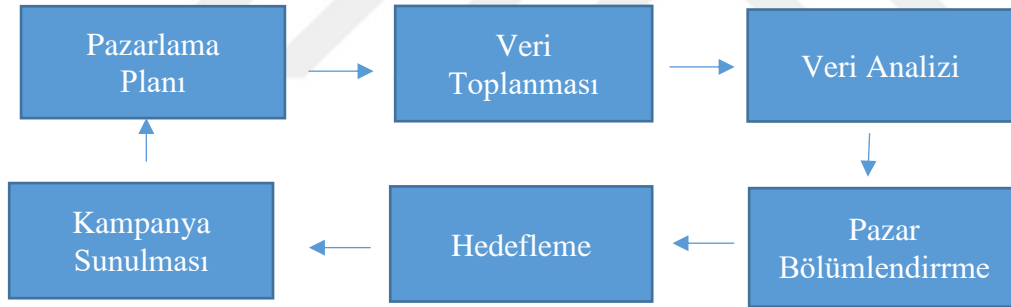 Pazarlama
Planı
Veri
Toplanması
Veri Analizi
Pazar
Bölümlendirrme
Hedefleme
Kampanya
Sunulması